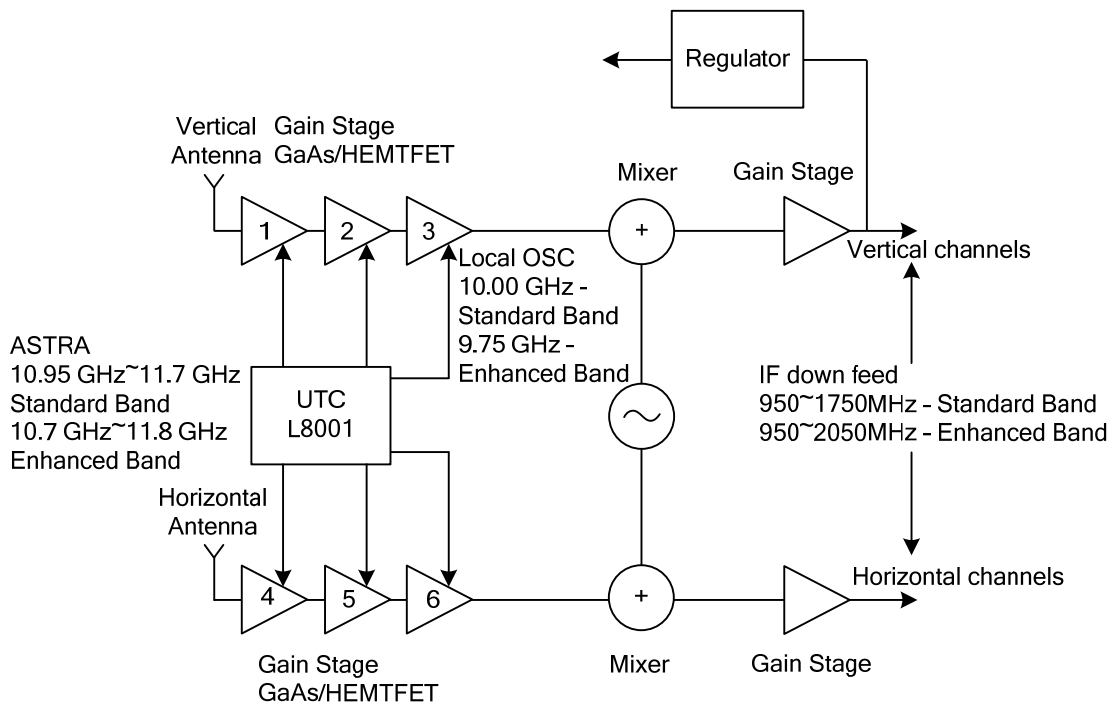 Regulator
Vertical
Antenna
Gain Stage
GaAs/HEMTFET
Mixer
Gain Stage
1
2
3
+
Vertical channels
Local OSC
10.00 GHz -
Standard Band
9.75 GHz -
Enhanced Band
ASTRA
10.95 GHz~11.7 GHz
Standard Band
10.7 GHz~11.8 GHz
Enhanced Band
UTC
L8001
IF down feed
950~1750MHz - Standard Band
950~2050MHz - Enhanced Band
Horizontal
Antenna
4
5
6
+
Horizontal channels
Gain Stage
GaAs/HEMTFET
Mixer
Gain Stage